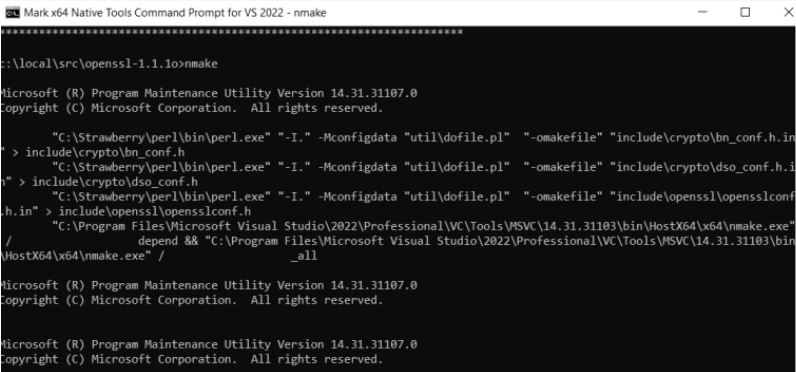 Mark x64 Native Tools Command Prompt for VS 2022 - nmake
************************************************************************
c:\local\src\openssl-1.1.1o>nmake
Microsoft (R) Program Maintenance Utility Version 14.31.31107.0
Copyright (C) Microsoft Corporation.  All rights reserved.
"C:\Strawberry\perl\bin\perl.exe" "-I." -Mconfigdata "util\dofile.pl"  "-omakefile" "include\crypto\bn_conf.h.in
" > include\crypto\bn_conf.h
"C:\Strawberry\perl\bin\perl.exe" "-I." -Mconfigdata "util\dofile.pl"  "-omakefile" "include\crypto\dso_conf.h.i
n" > include\crypto\dso_conf.h
"C:\Strawberry\perl\bin\perl.exe" "-I." -Mconfigdata "util\dofile.pl"  "-omakefile" "include\openssl\opensslconf
.h.in" > include\openssl\opensslconf.h
"C:\Program Files\Microsoft Visual Studio\2022\Professional\VC\Tools\MSVC\14.31.31103\bin\HostX64\x64\nmake.exe"
/                depend && "C:\Program Files\Microsoft Visual Studio\2022\Professional\VC\Tools\MSVC\14.31.31103\bin
\HostX64\x64\nmake.exe" /                _all
Microsoft (R) Program Maintenance Utility Version 14.31.31107.0
Copyright (C) Microsoft Corporation.  All rights reserved.
Microsoft (R) Program Maintenance Utility Version 14.31.31107.0
Copyright (C) Microsoft Corporation.  All rights reserved.